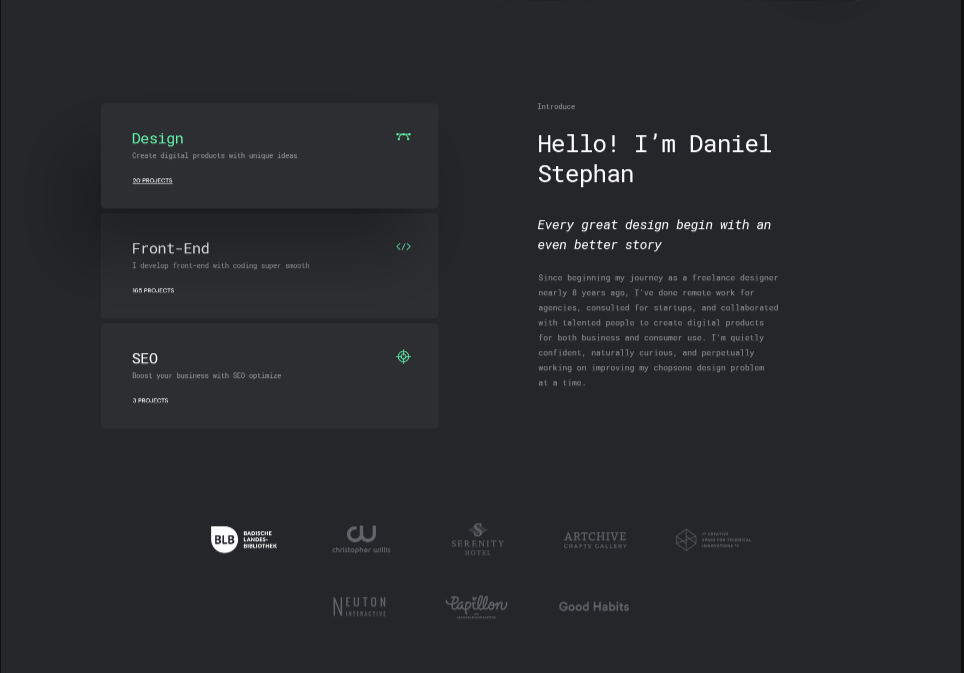 Design
Create digital products with unique ideas
20 PROJECTS
Front-End
I develop front-end with coding super smooth
165 PROJECTS
SEO
Boost your business with SEO optimize
3 PROJECTS
Introduce
Hello! I’m Daniel
Stephan
Every great design begin with an
even better story
Since beginning my journey as a freelance designer
nearly 8 years ago, I've done remote work for
agencies, consulted for startups, and collaborated
with talented people to create digital products
for both business and consumer use. I'm quietly
confident, naturally curious, and perpetually
working on improving my chopsone design problem
at a time.
BLB
BADISCHE
LANDES-
BIBLIOTHEK
christopher willis
S
SERENITY
HOTEL
ARTCHIVE
CRAFTS GALLERY
CREATIVE
SPACE FOR TECHNICAL
INNOVATIONS
NEUTON
INTERACTIVE
Papillon
Good Habits